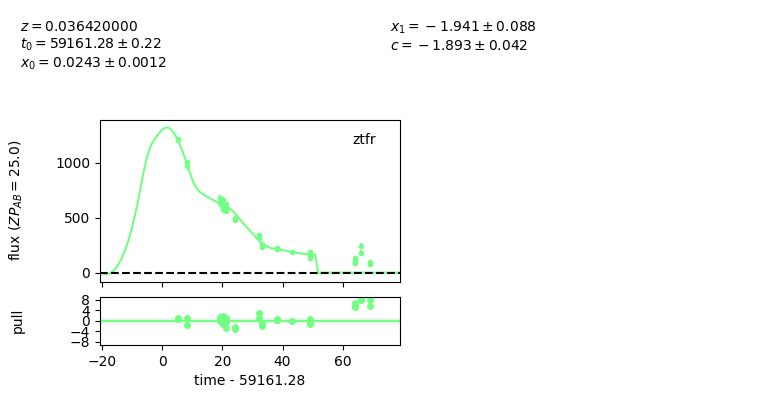 z = 0.036420000
t₀ = 59161.28 ± 0.22
x₀ = 0.0243 ± 0.0012
x₁ = −1.941 ± 0.088
c = −1.893 ± 0.042
ztfr
flux (ZP_AB = 25.0)
1000
500
0
pull
8
4
0
−4
−8
−20
0
20
40
60
time - 59161.28